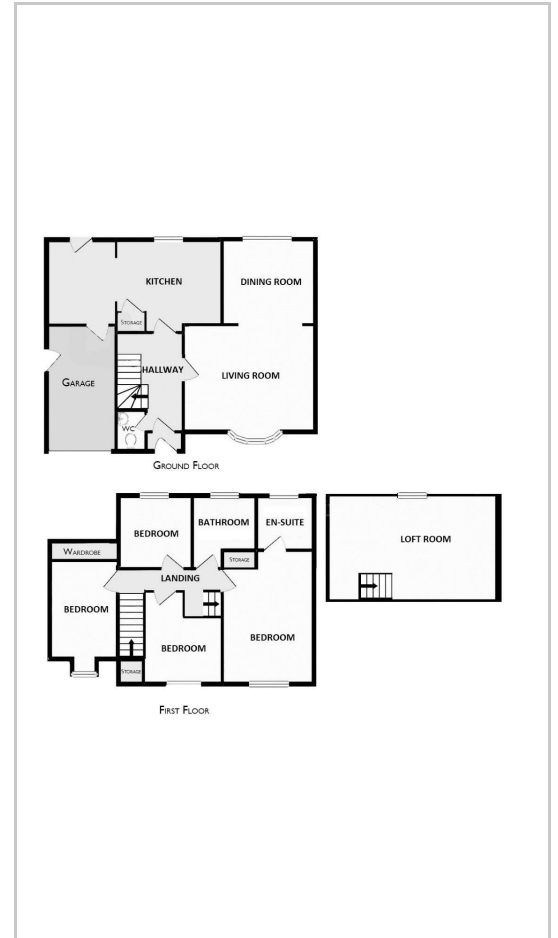 KITCHEN
DINING ROOM
STORAGE
HALLWAY
LIVING ROOM
GARAGE
WC
GROUND FLOOR
BEDROOM
BATHROOM
EN-SUITE
WARDROBE
STORAGE
LANDING
BEDROOM
BEDROOM
BEDROOM
STORAGE
FIRST FLOOR
LOFT ROOM